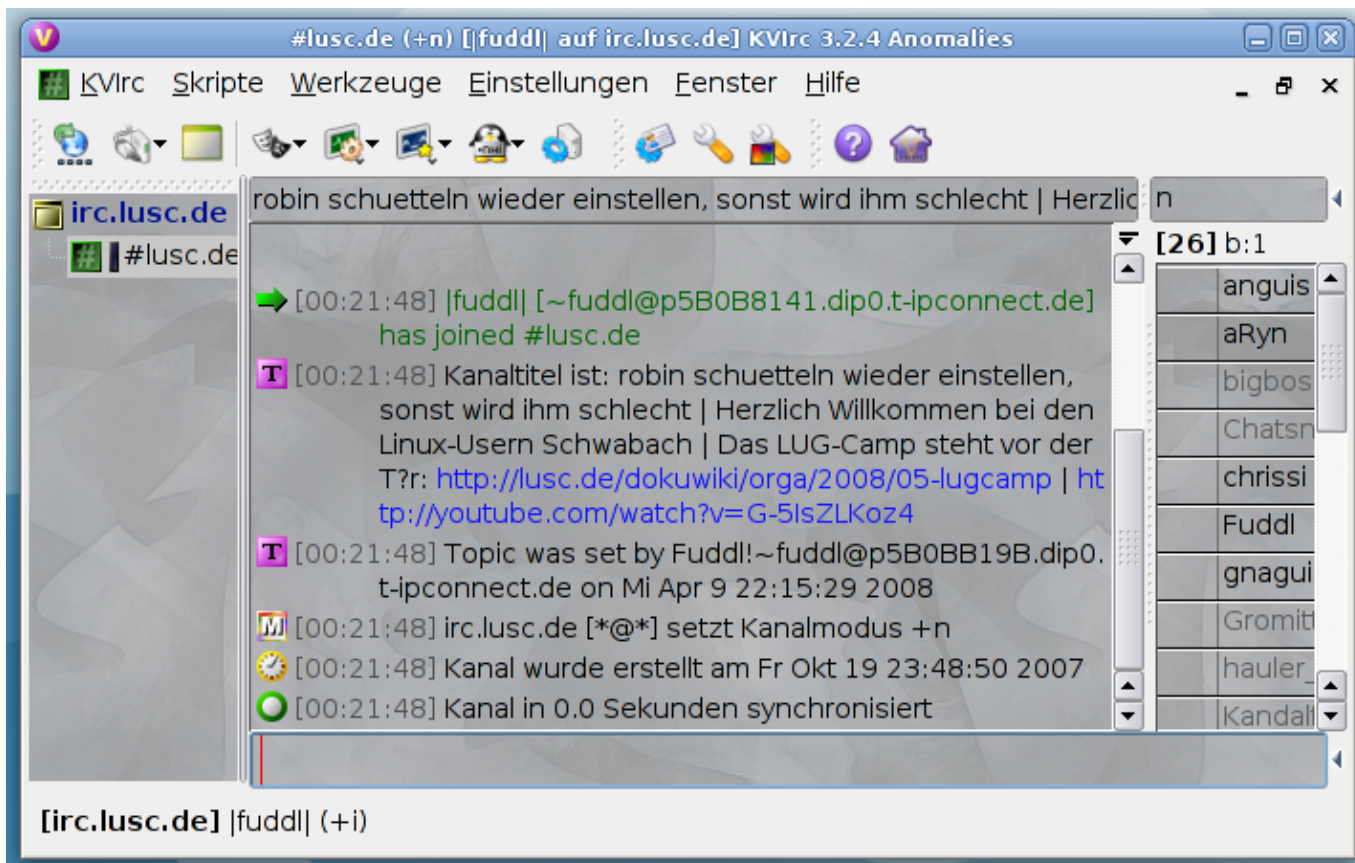 #lusc.de (+n) [|fuddl| auf irc.lusc.de] KVIrc 3.2.4 Anomalies
KVIrc Skripte Werkzeuge Einstellungen Fenster Hilfe
irc.lusc.de
#lusc.de
robin schuetteln wieder einstellen, sonst wird ihm schlecht | Herzlic
n
[00:21:48] |fuddl| [~fuddl@p5B0B8141.dip0.t-ipconnect.de]
has joined #lusc.de
[00:21:48] Kanaltitel ist: robin schuetteln wieder einstellen,
sonst wird ihm schlecht | Herzlich Willkommen bei den
Linux-Usern Schwabach | Das LUG-Camp steht vor der
T?r: http://lusc.de/dokuwiki/orga/2008/05-lugcamp | ht
tp://youtube.com/watch?v=G-5IsZLKoz4
[00:21:48] Topic was set by Fuddl!~fuddl@p5B0BB19B.dip0.
t-ipconnect.de on Mi Apr 9 22:15:29 2008
[00:21:48] irc.lusc.de [*@*] setzt Kanalmodus +n
[00:21:48] Kanal wurde erstellt am Fr Okt 19 23:48:50 2007
[00:21:48] Kanal in 0.0 Sekunden synchronisiert
[26] b:1
anguis
aRyn
bigbos
Chatsn
chrissi
Fuddl
gnagui
Gromitt
hauler_
Kandalf
[irc.lusc.de] |fuddl| (+i)